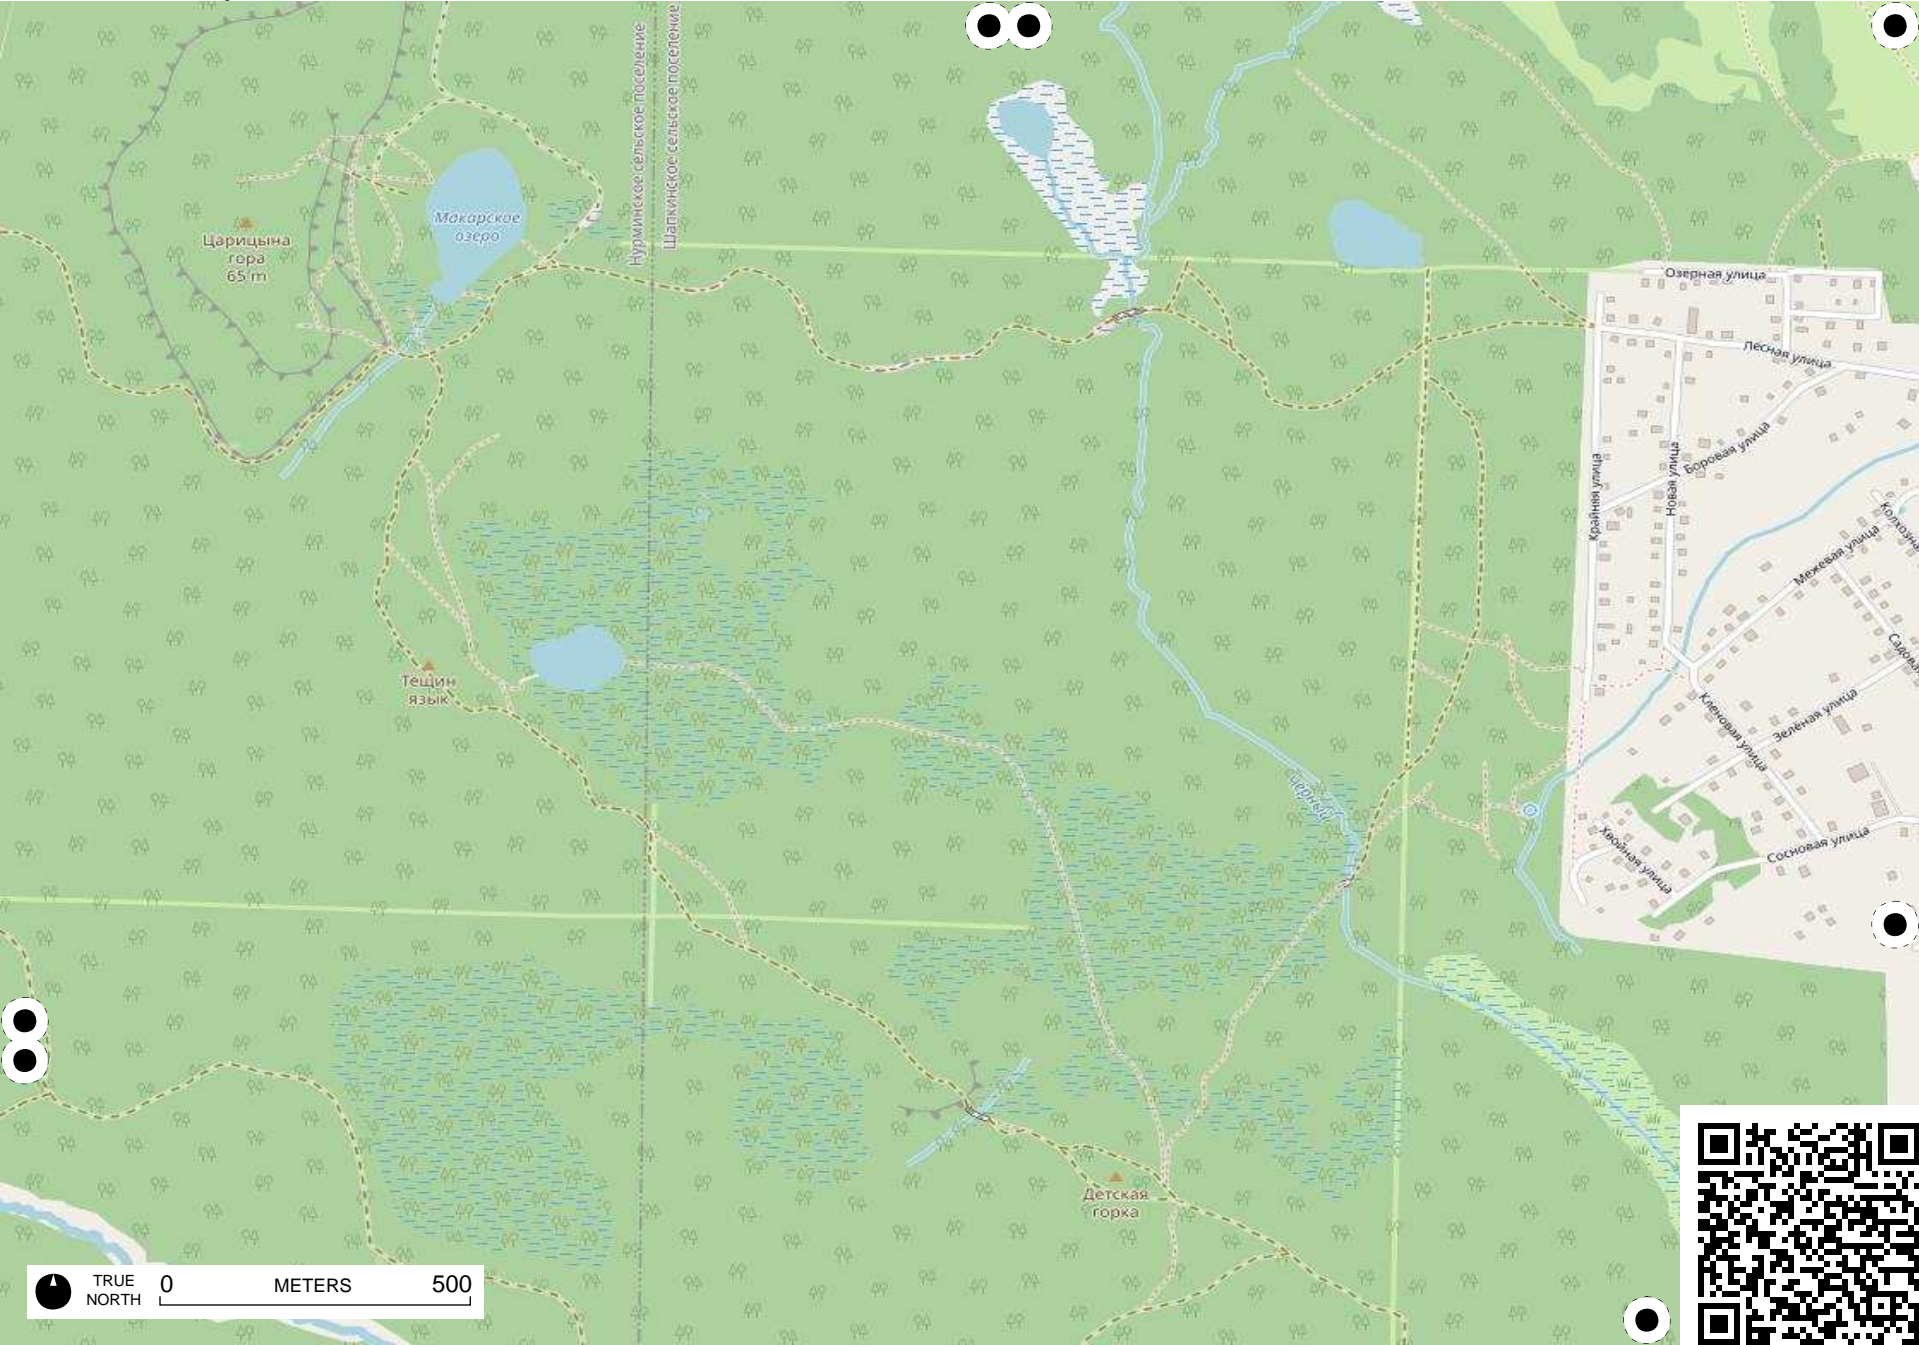 Нурминское сельское поселение
Шапкинское сельское поселение
Макарское
озеро
Царицына
гора
65 m
Озерная улица
Лесная улица
Боровая улица
Крайняя улица
Новая улица
Межевая улица
Тещин
язык
Кленовая улица
Зелёная улица
Черный
Хвойная улица
Сосновая улица
Детская
горка
TRUE
NORTH
0 METERS 500